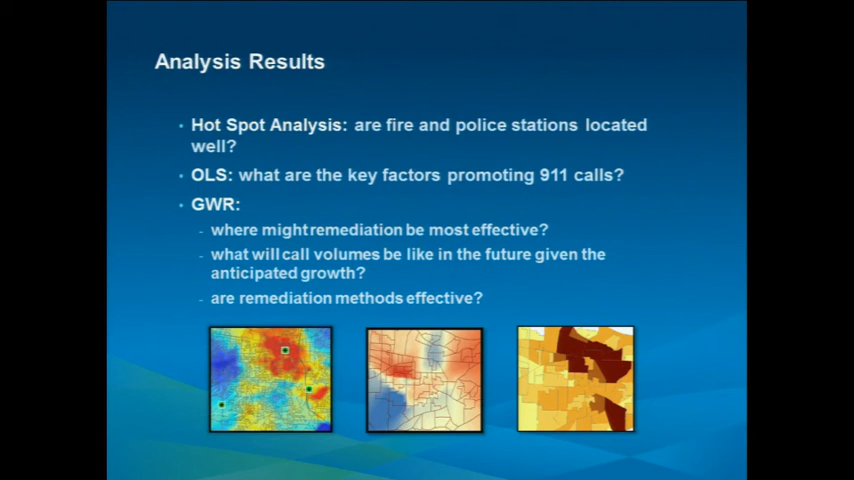 Analysis Results
• Hot Spot Analysis: are fire and police stations located
well?
• OLS: what are the key factors promoting 911 calls?
• GWR:
- where might remediation be most effective?
- what will call volumes be like in the future given the
anticipated growth?
- are remediation methods effective?